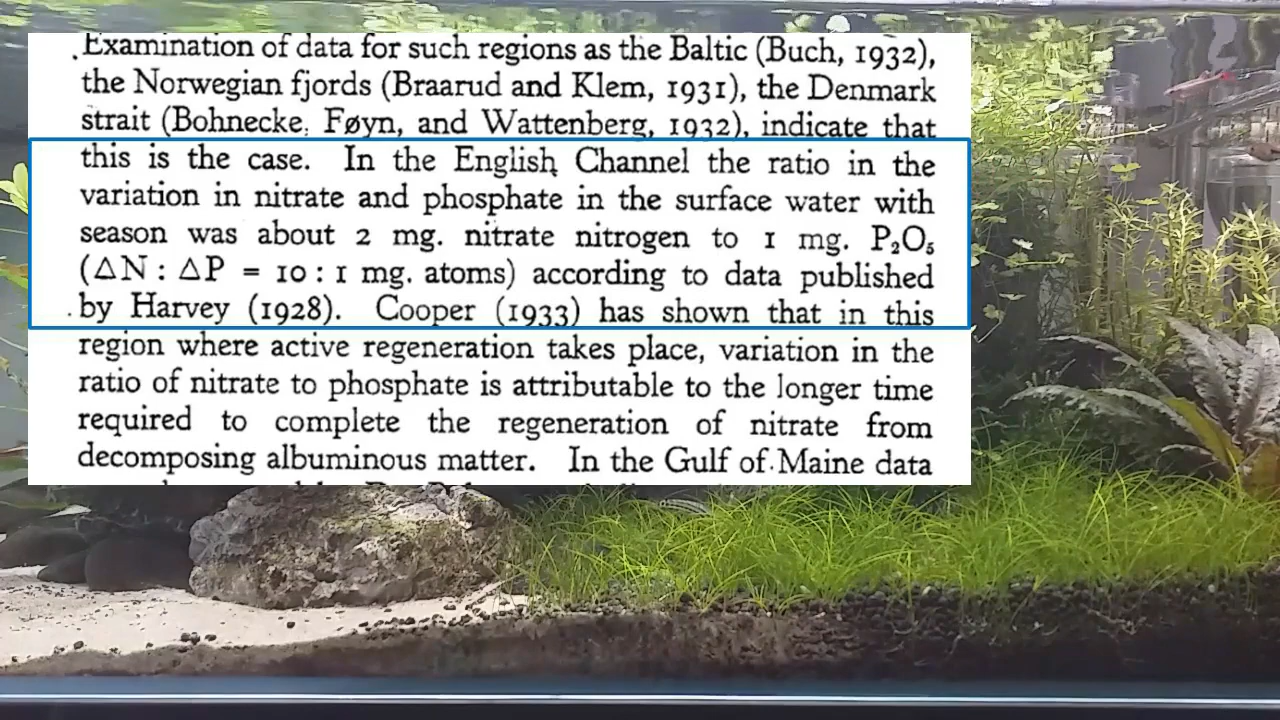 Examination of data for such regions as the Baltic (Buch, 1932),
the Norwegian fjords (Braarud and Klem, 1931), the Denmark
strait (Bohnecke, Føyn, and Wattenberg, 1932), indicate that
this is the case. In the English Channel the ratio in the
variation in nitrate and phosphate in the surface water with
season was about 2 mg. nitrate nitrogen to 1 mg. P₂O₅
(△N : △P = 10 : 1 mg. atoms) according to data published
by Harvey (1928). Cooper (1933) has shown that in this
region where active regeneration takes place, variation in the
ratio of nitrate to phosphate is attributable to the longer time
required to complete the regeneration of nitrate from
decomposing albuminous matter. In the Gulf of Maine data